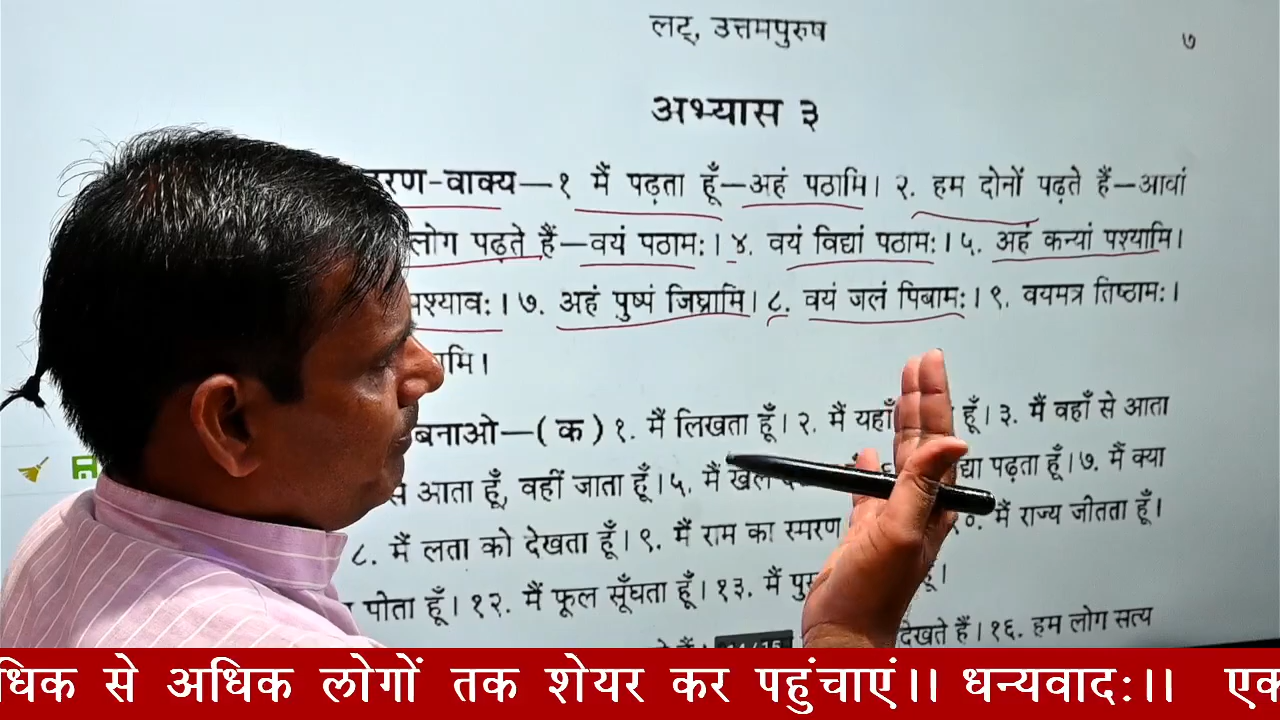 लट्, उत्तमपुरुष
७
अभ्यास ३
रण-वाक्य—१ मैं पढ़ता हूँ—अहं पठामि। २. हम दोनों पढ़ते हैं—आवां
लोग पढ़ते हैं—वयं पठामः। ४. वयं विद्यां पठामः। ५. अहं कन्यां पश्यामि।
पश्यावः। ७. अहं पुष्पं जिघ्रामि। ८. वयं जलं पिबामः। ९. वयमत्र तिष्ठामः।
मि।
बनाओ—(क) १. मैं लिखता हूँ। २. मैं यहाँ हूँ। ३. मैं वहाँ से आता
से आता हूँ, वहीं जाता हूँ। ५. मैं पढ़ता हूँ। ७. मैं क्या
८. मैं लता को देखता हूँ। ९. मैं राम का स्मरण मैं राज्य जीतता हूँ।
पीता हूँ। १२. मैं फूल सूँघता हूँ। १३. मैं हूँ।
देखते हैं। १६. हम लोग सत्य
धिक से अधिक लोगों तक शेयर कर पहुंचाएं।। धन्यवादः।। एक